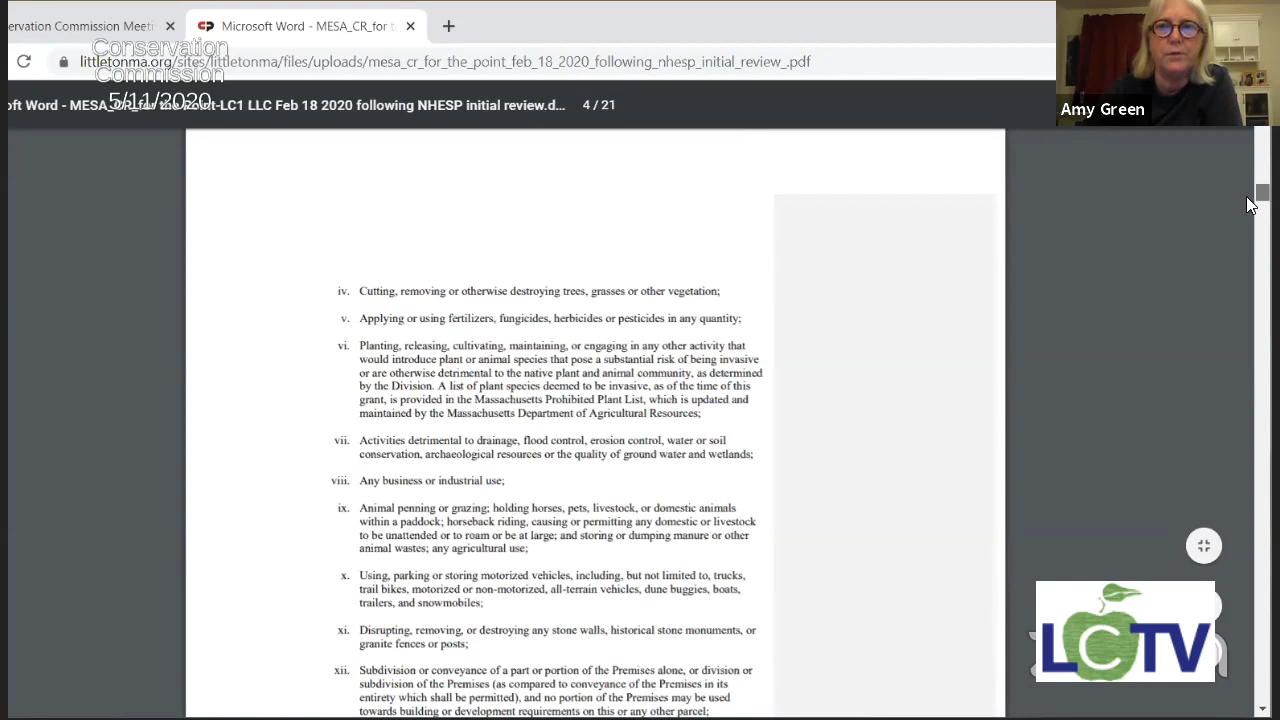 ervation Commission Meeting
Microsoft Word - MESA_CR_for t
littletonma.org/sites/littletonma/files/uploads/mesa_cr_for_the_point_feb_18_2020_following_nhesp_initial_review_.pdf
Conservation
Commission
5/11/2020
oft Word - MESA_CR_for the Point-LC1 LLC Feb 18 2020 following NHESP initial review.d... 4 / 21
Amy Green
iv. Cutting, removing or otherwise destroying trees, grasses or other vegetation;
v. Applying or using fertilizers, fungicides, herbicides or pesticides in any quantity;
vi. Planting, releasing, cultivating, maintaining, or engaging in any other activity that
would introduce plant or animal species that pose a substantial risk of being invasive
or are otherwise detrimental to the native plant and animal community, as determined
by the Division. A list of plant species deemed to be invasive, as of the time of this
grant, is provided in the Massachusetts Prohibited Plant List, which is updated and
maintained by the Massachusetts Department of Agricultural Resources;
vii. Activities detrimental to drainage, flood control, erosion control, water or soil
conservation, archaeological resources or the quality of ground water and wetlands;
viii. Any business or industrial use;
ix. Animal penning or grazing; holding horses, pets, livestock, or domestic animals
within a paddock; horseback riding, causing or permitting any domestic or livestock
to be unattended or to roam or be at large; and storing or dumping manure or other
animal wastes; any agricultural use;
x. Using, parking or storing motorized vehicles, including, but not limited to, trucks,
trail bikes, motorized or non-motorized, all-terrain vehicles, dune buggies, boats,
trailers, and snowmobiles;
xi. Disrupting, removing, or destroying any stone walls, historical stone monuments, or
granite fences or posts;
xii. Subdivision or conveyance of a part or portion of the Premises alone, or division or
subdivision of the Premises (as compared to conveyance of the Premises in its
entirety which shall be permitted), and no portion of the Premises may be used
towards building or development requirements on this or any other parcel;
LCTV